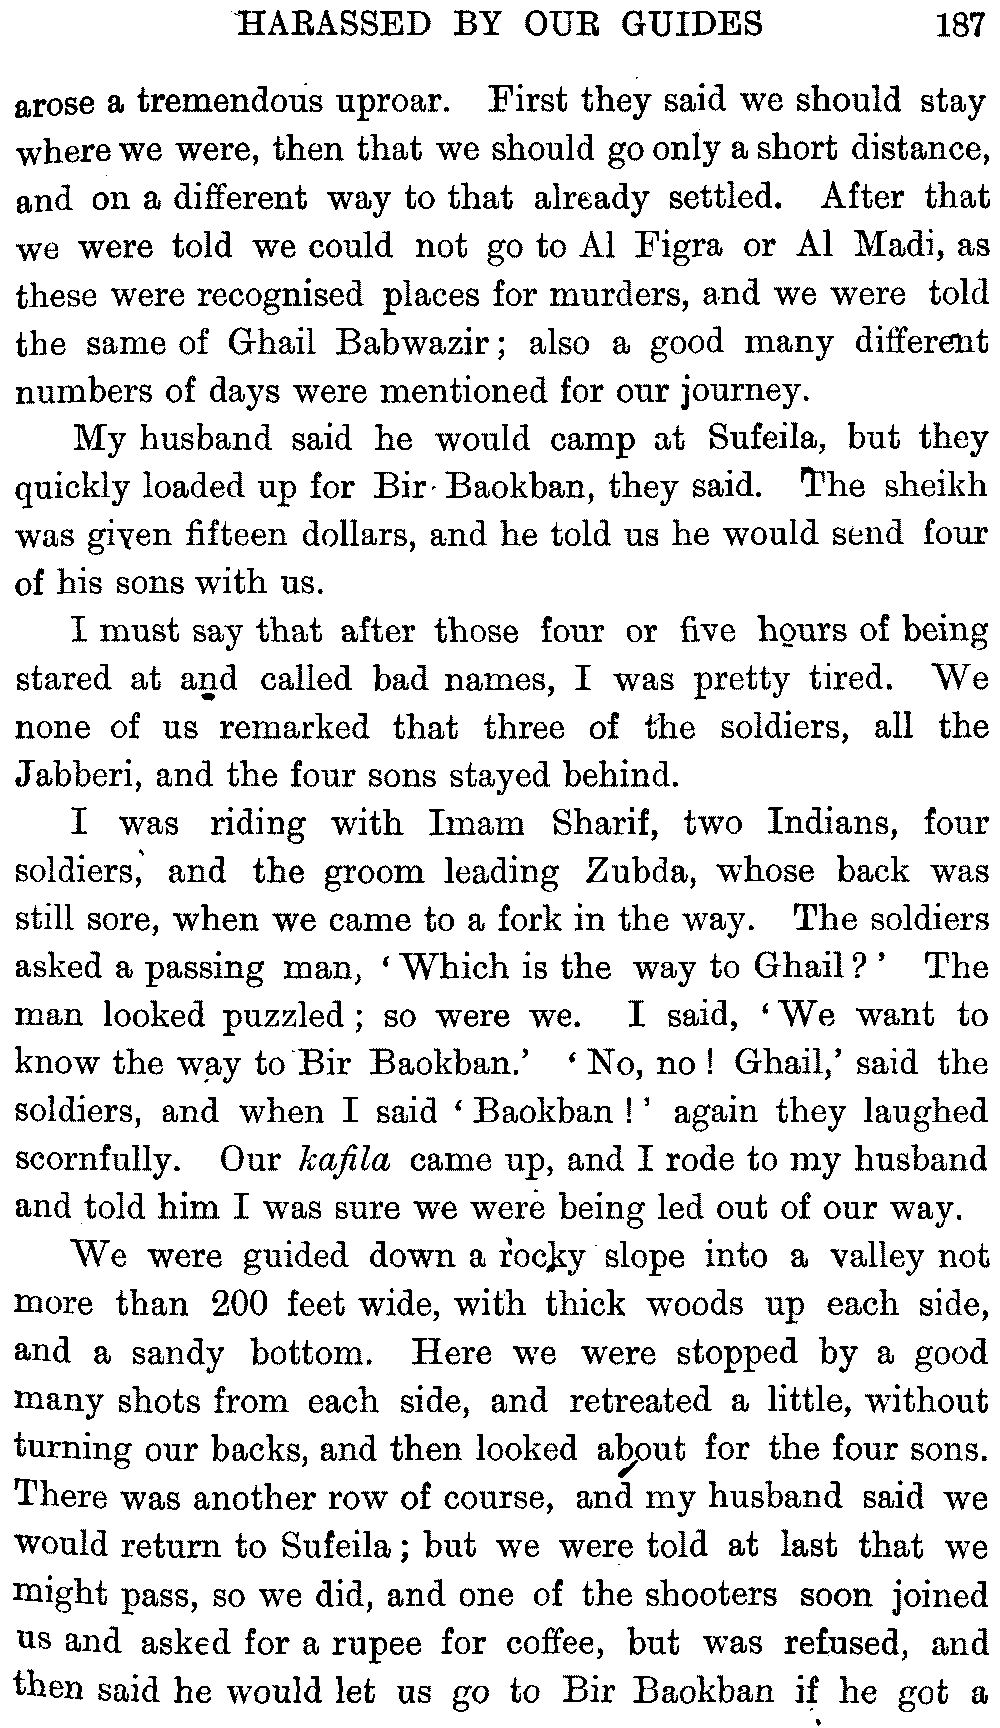 HARASSED BY OUR GUIDES 187
arose a tremendous uproar. First they said we should stay
where we were, then that we should go only a short distance,
and on a different way to that already settled. After that
we were told we could not go to Al Figra or Al Madi, as
these were recognised places for murders, and we were told
the same of Ghail Babwazir; also a good many different
numbers of days were mentioned for our journey.
My husband said he would camp at Sufeila, but they
quickly loaded up for Bir Baokban, they said. The sheikh
was given fifteen dollars, and he told us he would send four
of his sons with us.
I must say that after those four or five hours of being
stared at and called bad names, I was pretty tired. We
none of us remarked that three of the soldiers, all the
Jabberi, and the four sons stayed behind.
I was riding with Imam Sharif, two Indians, four
soldiers, and the groom leading Zubda, whose back was
still sore, when we came to a fork in the way. The soldiers
asked a passing man, ‘Which is the way to Ghail?’ The
man looked puzzled; so were we. I said, ‘We want to
know the way to Bir Baokban.’ ‘No, no! Ghail,’ said the
soldiers, and when I said ‘Baokban!’ again they laughed
scornfully. Our kafila came up, and I rode to my husband
and told him I was sure we were being led out of our way.
We were guided down a rocky slope into a valley not
more than 200 feet wide, with thick woods up each side,
and a sandy bottom. Here we were stopped by a good
many shots from each side, and retreated a little, without
turning our backs, and then looked about for the four sons.
There was another row of course, and my husband said we
would return to Sufeila; but we were told at last that we
might pass, so we did, and one of the shooters soon joined
us and asked for a rupee for coffee, but was refused, and
then said he would let us go to Bir Baokban if he got a